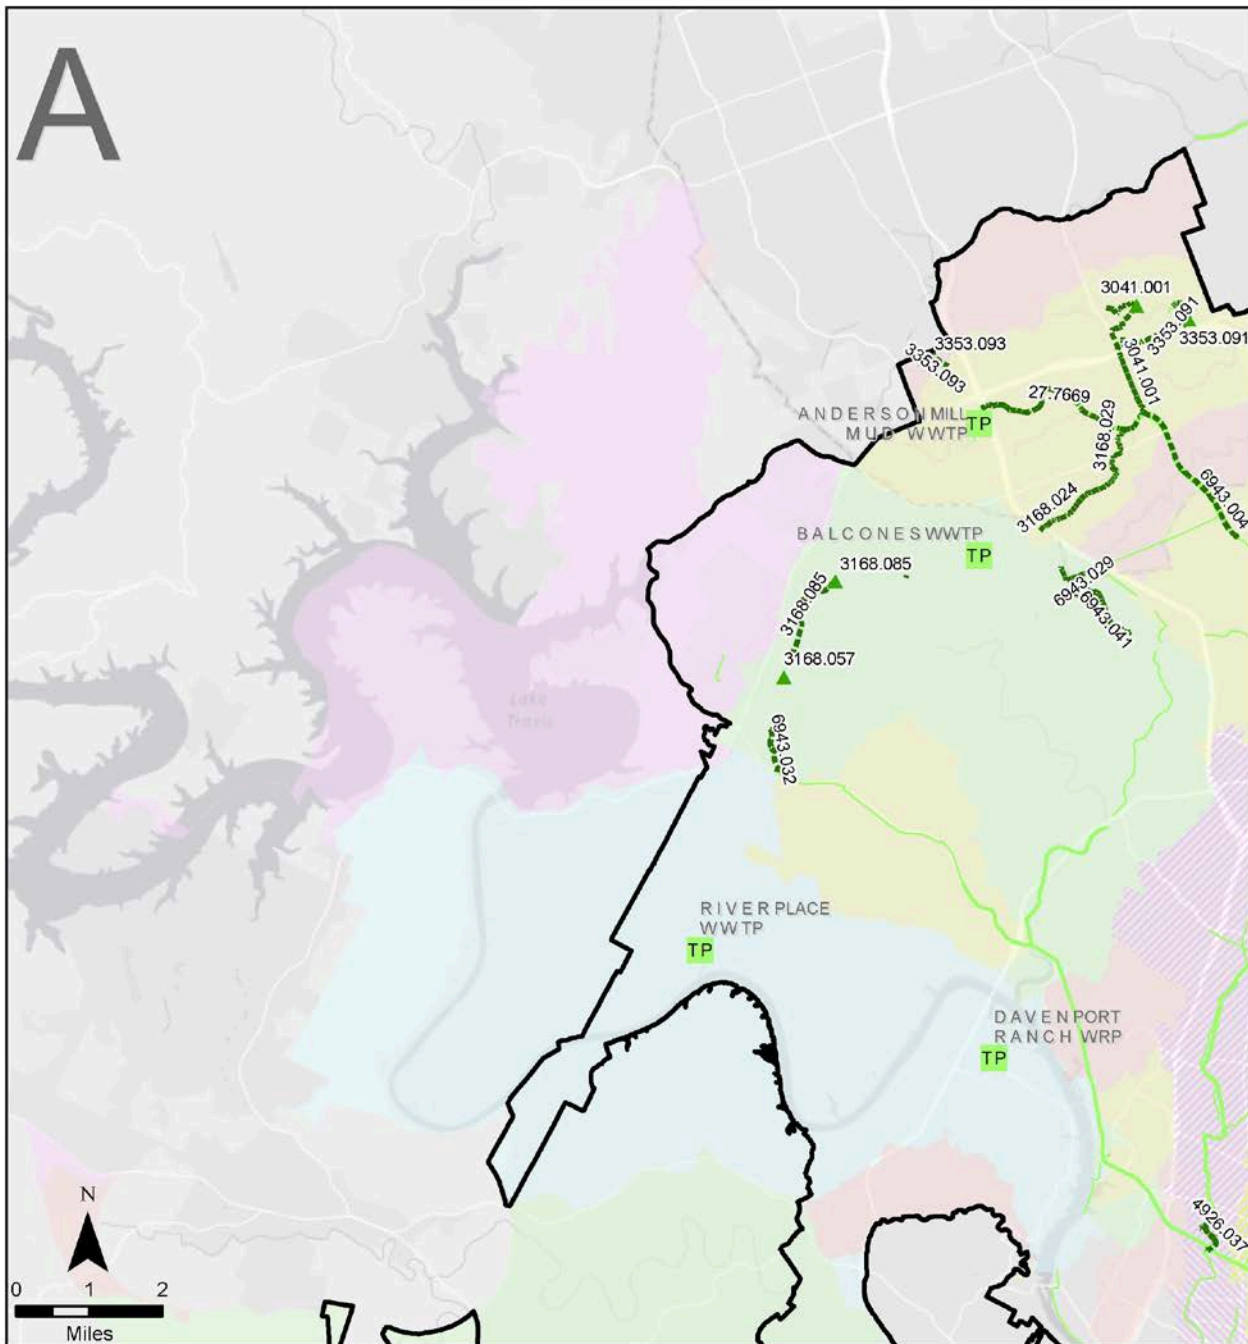 A
3041.001
3353.091
3353.091
3353.093
3353.093
3041.001
27.7669
ANDERSON MILL
MUD WWTP
TP
3168.029
3168.024
6943.004
BALCONES WWTP
TP
3168.085
3168.085
6943.029
6943.041
3168.057
Lake
Travis
6943.032
RIVER PLACE
WWTP
TP
DAVENPORT
RANCH WRP
TP
N
4926.037
0 1 2
Miles